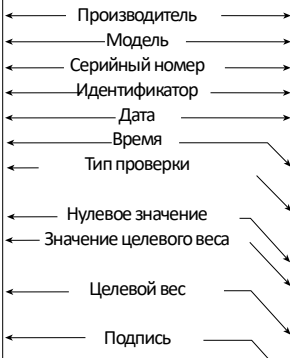 Производитель
Модель
Серийный номер
Идентификатор
Дата
Время
Тип проверки
Нулевое значение
Значение целевого веса
Целевой вес
Подпись